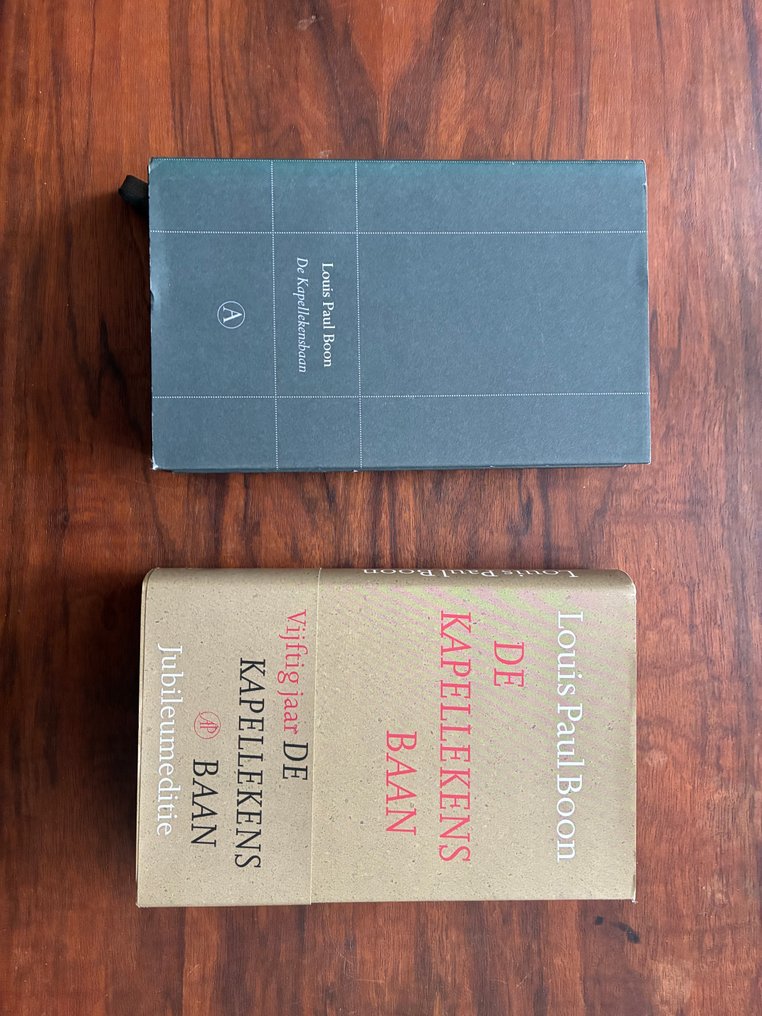 Louis Paul Boon
De Kapellekensbaan
A
Louis Paul Boon
Louis Paul Boon
DE
KAPELLEKENS
BAAN
Vijftig jaar DE
KAPELLEKENS
AP BAAN
Jubileumeditie